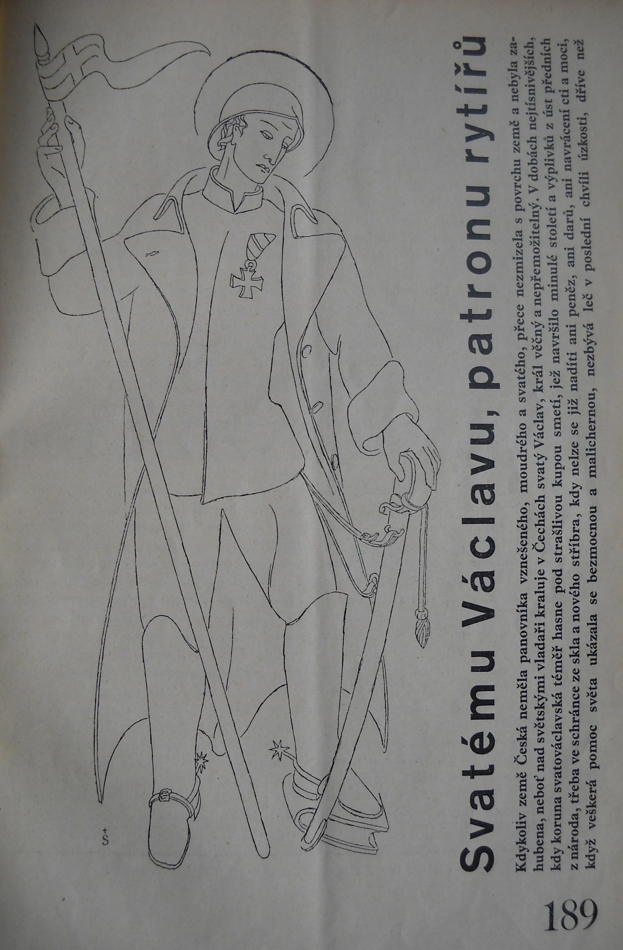 +
S
Svatému Václavu, patronu rytířů
Kdykoliv země Česká neměla panovníka vznešeného, moudrého a svatého, přece nezmizela s povrchu země a nebyla za-
hubena, neboť nad světskými vladaři kraluje v Čechách svatý Václav, král věčný a nepřemožitelný. V dobách nejtísnivějších,
kdy koruna svatováclavská téměř hasne pod strašlivou kupou smetí, jež navršilo minulé století a výplivků z úst předních
z národa, třeba ve schránce ze skla a nového stříbra, kdy nelze se již nadíti ani peněz, ani darů, ani navrácení cti a moci,
když veškerá pomoc světa ukázala se bezmocnou a malichernou, nezbývá leč v poslední chvíli úzkosti, dříve než
189